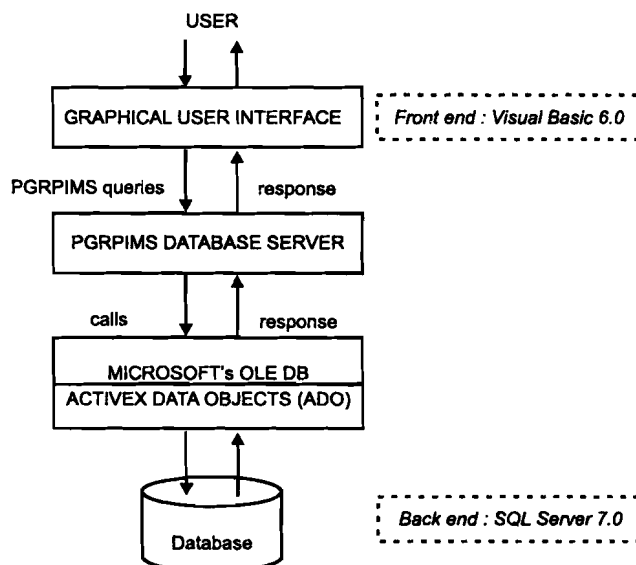 USER
GRAPHICAL USER INTERFACE
Front end : Visual Basic 6.0
PGRPIMS queries
response
PGRPIMS DATABASE SERVER
calls
response
MICROSOFT's OLE DB
ACTIVEX DATA OBJECTS (ADO)
Database
Back end : SQL Server 7.0